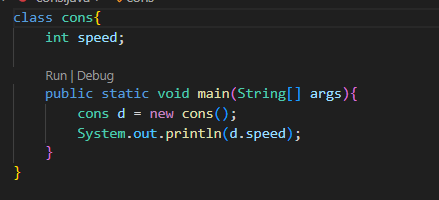 class cons{
int speed;
Run | Debug
public static void main(String[] args){
cons d = new cons();
System.out.println(d.speed);
}
}